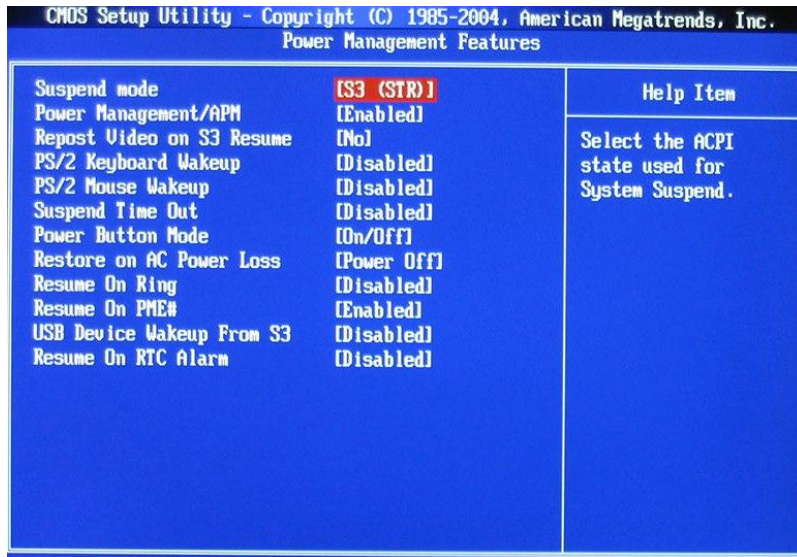 CMOS Setup Utility - Copyright (C) 1985-2004, American Megatrends, Inc.
Power Management Features
Suspend mode [S3 (STR)]
Power Management/APM [Enabled]
Repost Video on S3 Resume [No]
PS/2 Keyboard Wakeup [Disabled]
PS/2 Mouse Wakeup [Disabled]
Suspend Time Out [Disabled]
Power Button Mode [On/Off]
Restore on AC Power Loss [Power Off]
Resume On Ring [Disabled]
Resume On PME# [Enabled]
USB Device Wakeup From S3 [Disabled]
Resume On RTC Alarm [Disabled]
Help Item
Select the ACPI
state used for
System Suspend.